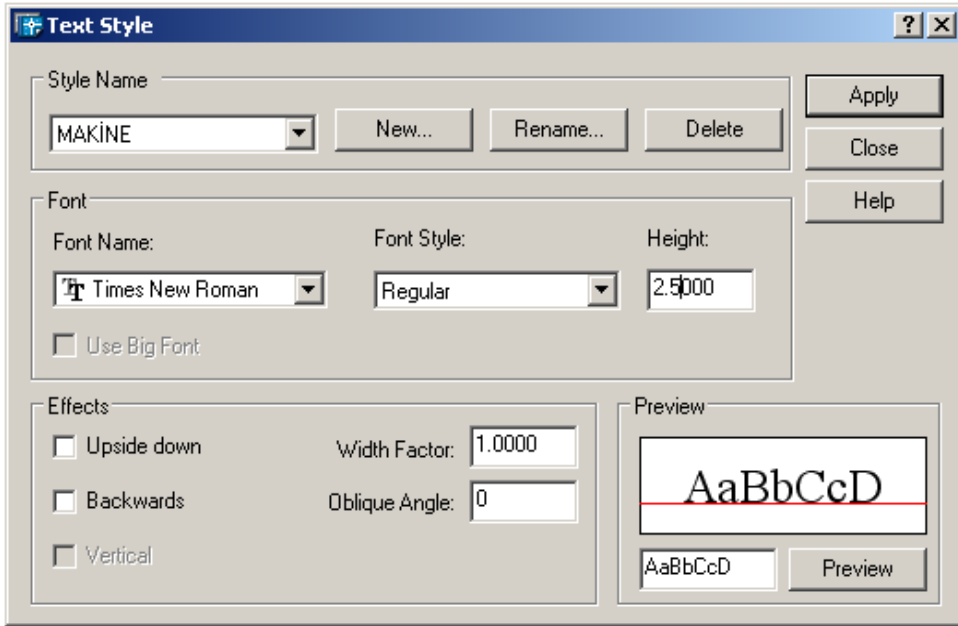 Text Style
Style Name
MAKİNE
New...
Rename...
Delete
Apply
Close
Help
Font
Font Name:
Font Style:
Height:
Times New Roman
Regular
2.5000
Use Big Font
Effects
Upside down
Width Factor:
1.0000
Backwards
Oblique Angle:
0
Vertical
Preview
AaBbCcD
AaBbCcD
Preview